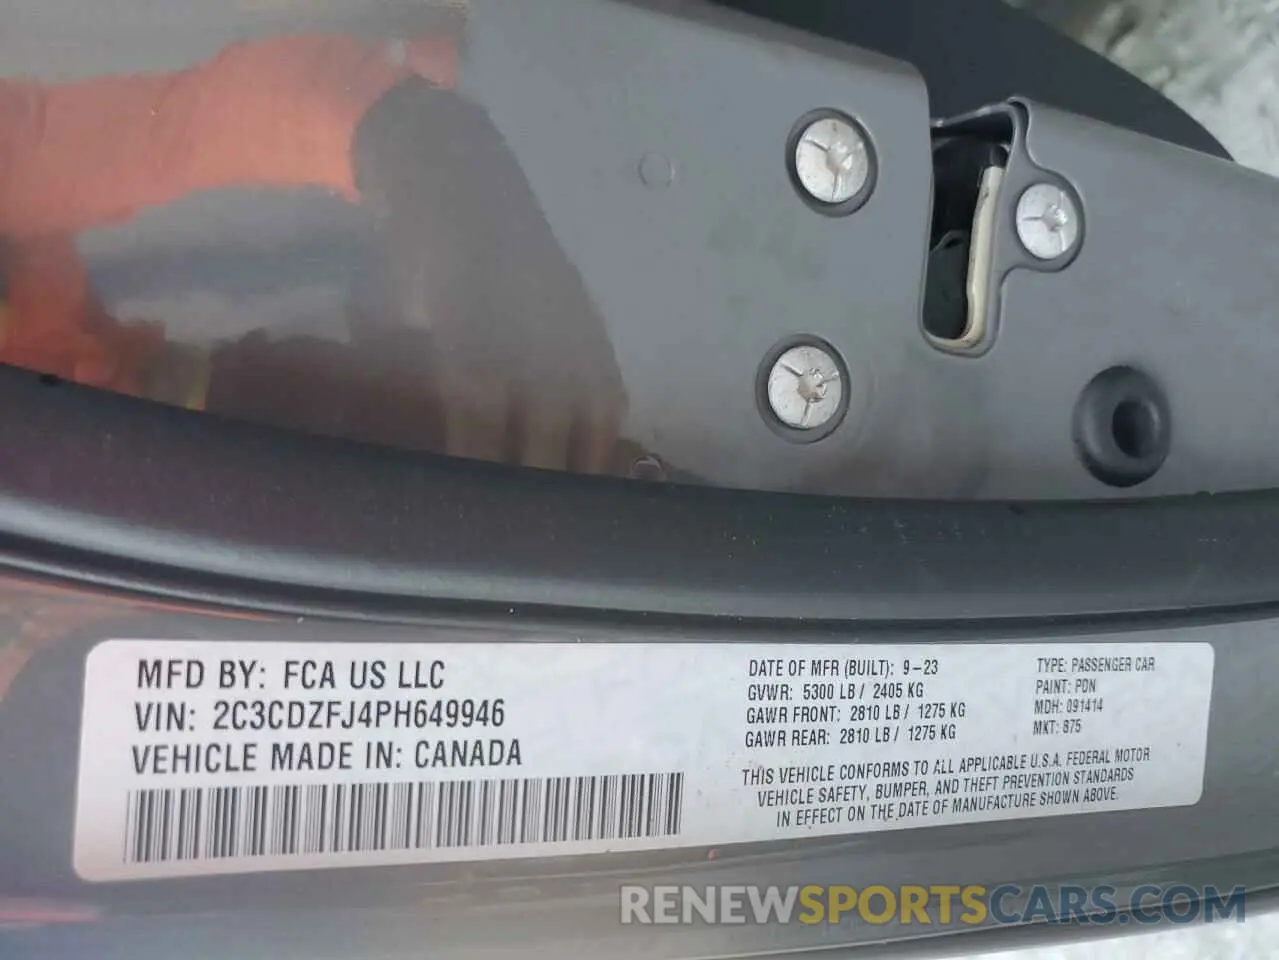 MFD BY: FCA US LLC
VIN: 2C3CDZFJ4PH649946
VEHICLE MADE IN: CANADA
DATE OF MFR (BUILT): 9-23
GVWR: 5300 LB / 2405 KG
GAWR FRONT: 2810 LB / 1275 KG
GAWR REAR: 2810 LB / 1275 KG
TYPE: PASSENGER CAR
PAINT: PDN
MDH: 091414
MKT: 875
THIS VEHICLE CONFORMS TO ALL APPLICABLE U.S.A. FEDERAL MOTOR
VEHICLE SAFETY, BUMPER, AND THEFT PREVENTION STANDARDS
IN EFFECT ON THE DATE OF MANUFACTURE SHOWN ABOVE.
RENEWSPORTSCARS.COM